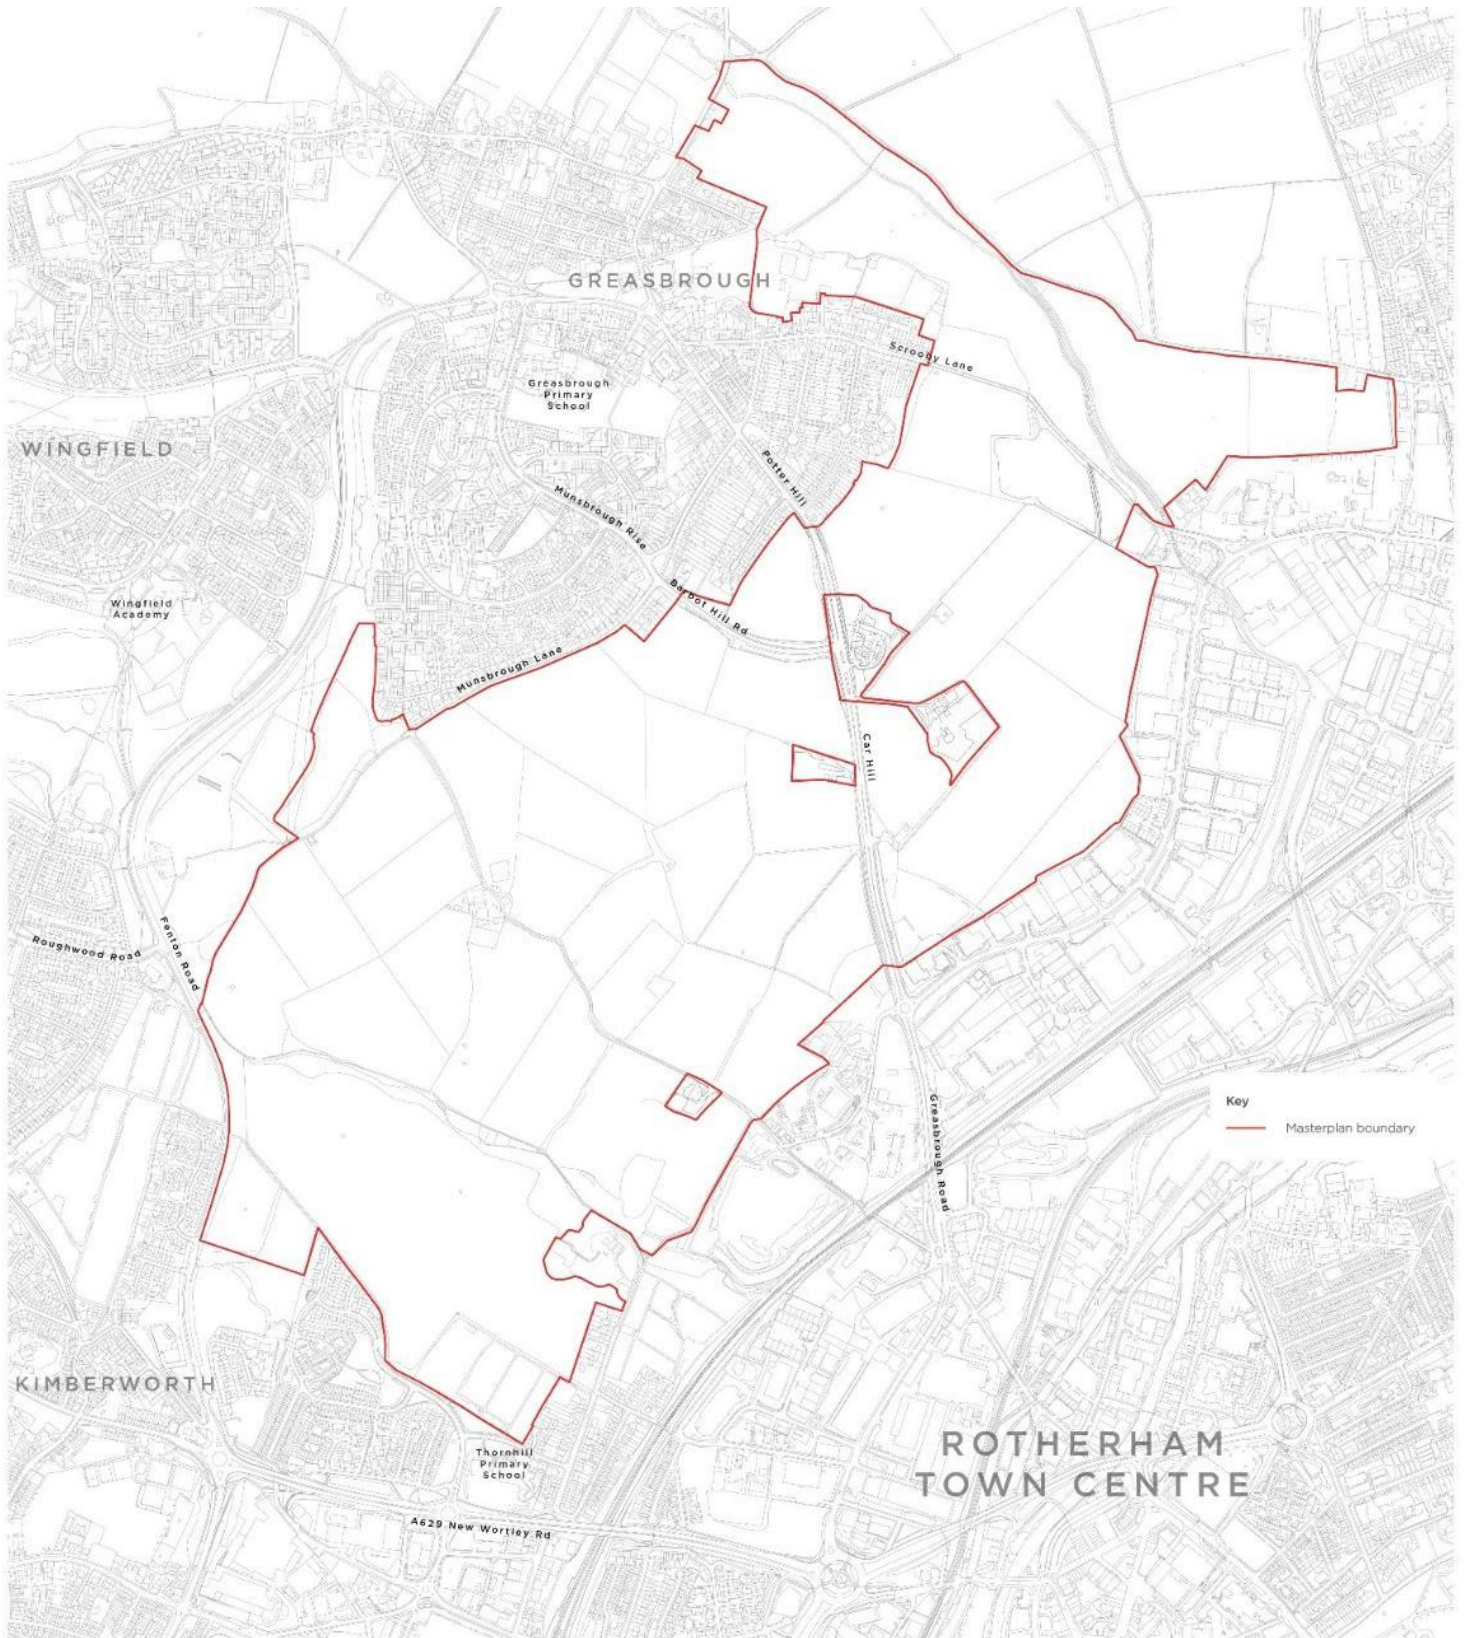 GREASBROUGH
Scrooby Lane
Greasbrough
Primary
School
WINGFIELD
Potter Hill
Munsbrough Rise
Barbot Hill Rd
Wingfield
Academy
Munsbrough Lane
Car Hill
Fenton Road
Roughwood Road
Greasbrough Road
Key
Masterplan boundary
KIMBERWORTH
ROTHERHAM
TOWN CENTRE
Thornhill
Primary
School
A629 New Wortley Rd